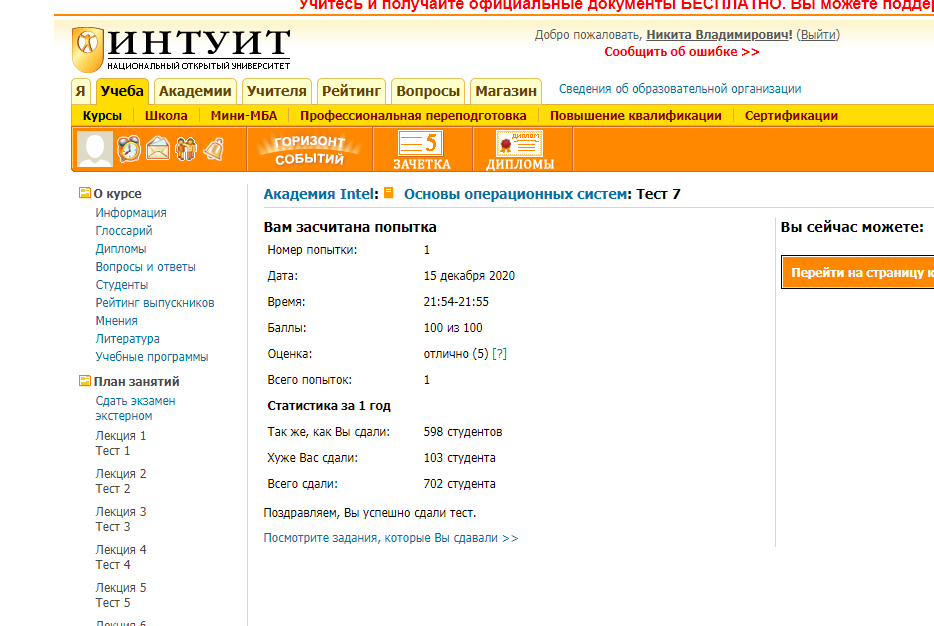 Учитесь и получайте официальные документы БЕСПЛАТНО. Вы можете
ИНТУИТ
НАЦИОНАЛЬНЫЙ ОТКРЫТЫЙ УНИВЕРСИТЕТ
Добро пожаловать, Никита Владимирович! (Выйти)
Сообщить об ошибке >>
Я Учеба Академии Учителя Рейтинг Вопросы Магазин Сведения об образовательной организации
Курсы Школа Мини-МБА Профессиональная переподготовка Повышение квалификации Сертификации
ГОРИЗОНТ
СОБЫТИЙ
5
ЗАЧЕТКА
ДИПЛОМ
ДИПЛОМЫ
О курсе
Информация
Глоссарий
Дипломы
Вопросы и ответы
Студенты
Рейтинг выпускников
Мнения
Литература
Учебные программы
План занятий
Сдать экзамен
экстерном
Лекция 1
Тест 1
Лекция 2
Тест 2
Лекция 3
Тест 3
Лекция 4
Тест 4
Лекция 5
Тест 5
Лекция 6
Академия Intel: Основы операционных систем: Тест 7
Вам засчитана попытка
Номер попытки: 1
Дата: 15 декабря 2020
Время: 21:54-21:55
Баллы: 100 из 100
Оценка: отлично (5) [?]
Всего попыток: 1
Статистика за 1 год
Так же, как Вы сдали: 598 студентов
Хуже Вас сдали: 103 студента
Всего сдали: 702 студента
Поздравляем, Вы успешно сдали тест.
Посмотрите задания, которые Вы сдавали >>
Вы сейчас можете:
Перейти на страницу